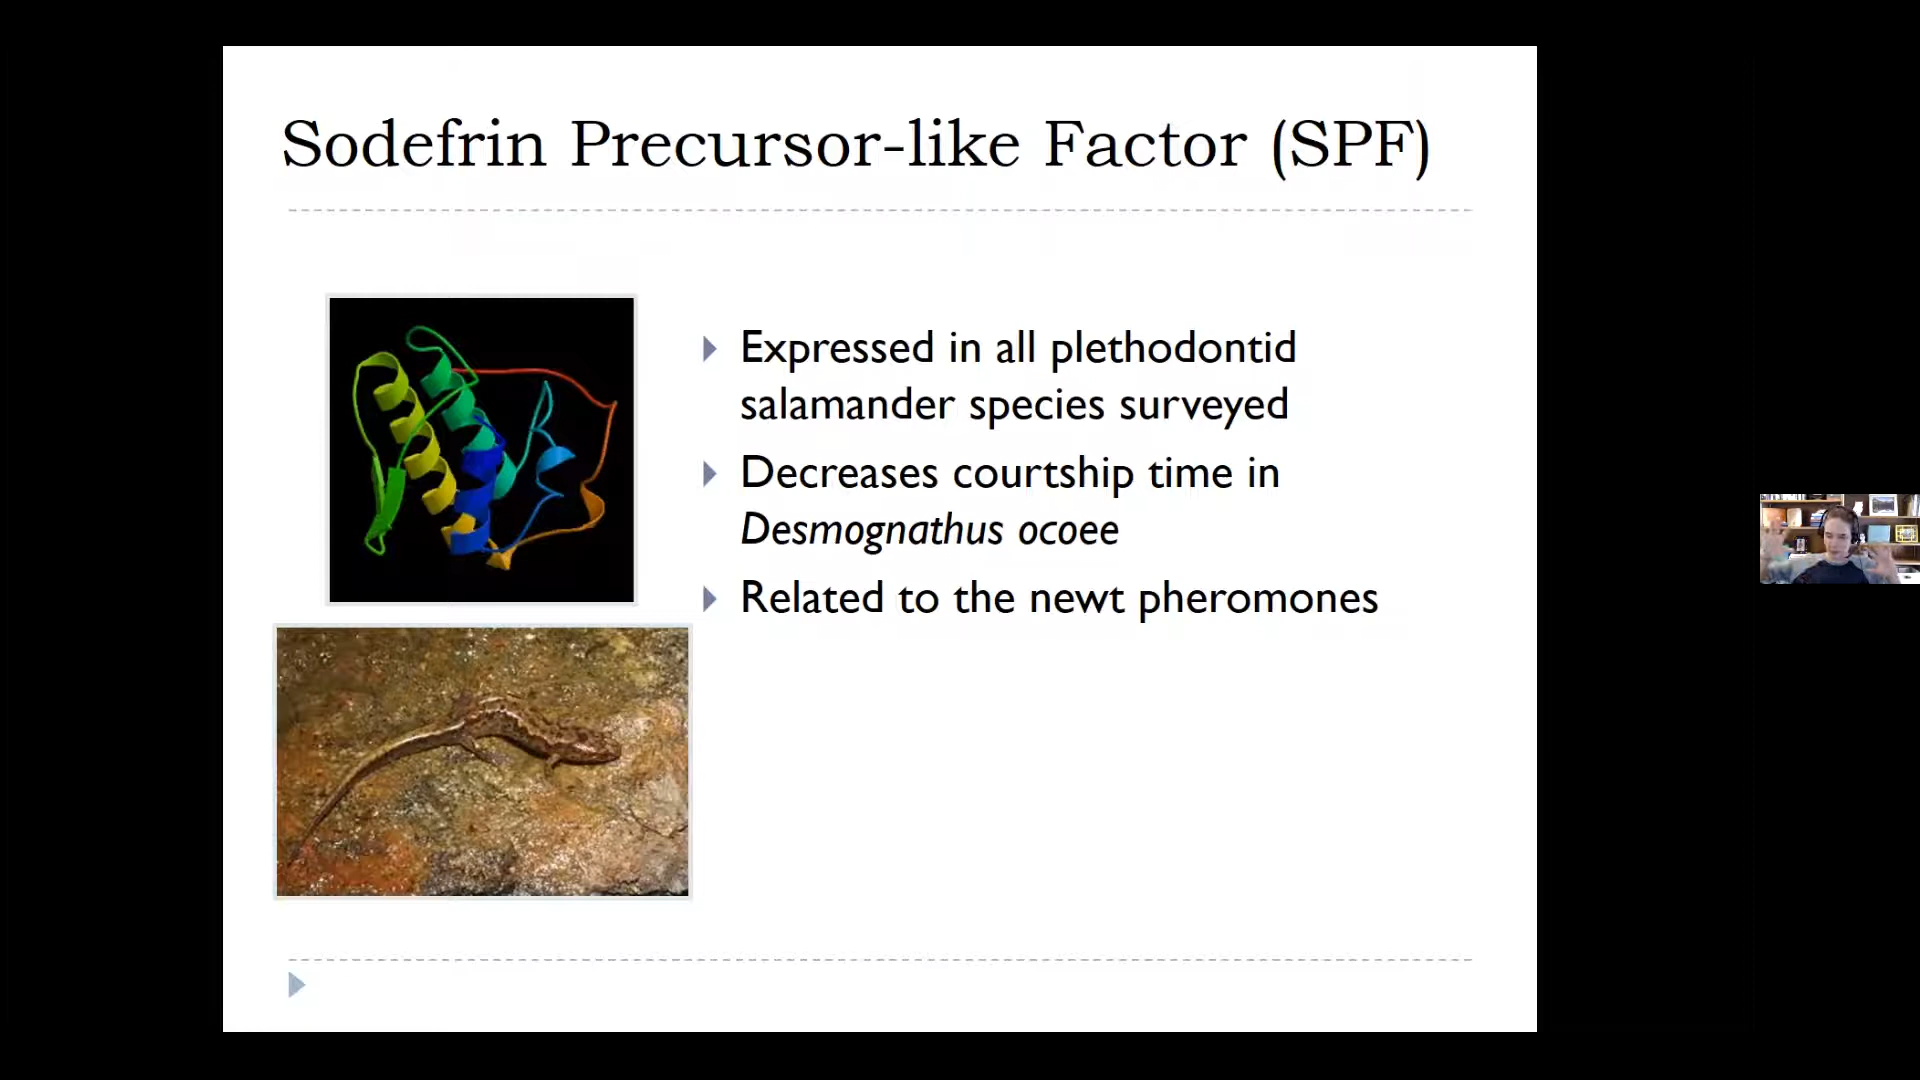 Sodefrin Precursor-like Factor (SPF)
Expressed in all plethodontid
salamander species surveyed
Decreases courtship time in
Desmognathus ocoee
Related to the newt pheromones